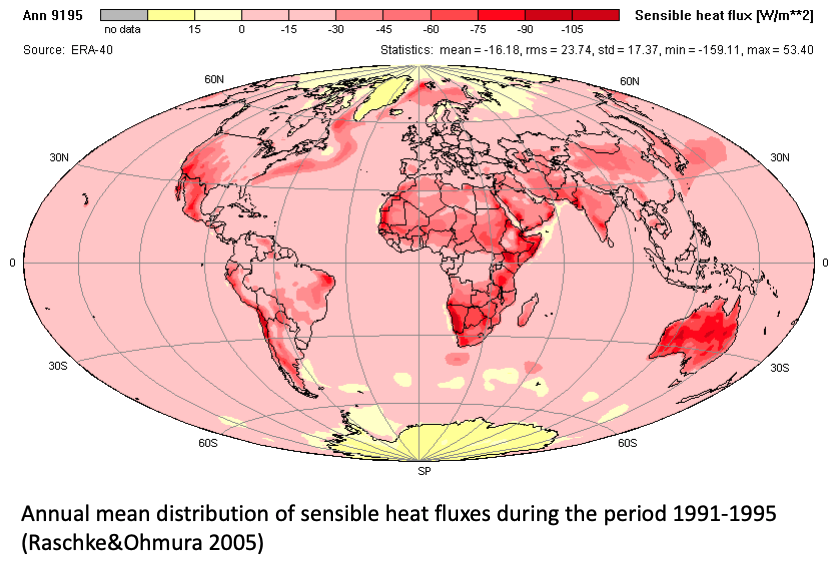 Ann 9195
no data 15 0 -15 -30 -45 -60 -75 -90 -105
Sensible heat flux [W/m**2]
Source: ERA-40
Statistics: mean = -16.18, rms = 23.74, std = 17.37, min = -159.11, max = 53.40
60N 60N
30N 30N
0 0
30S 30S
60S 60S
SP
Annual mean distribution of sensible heat fluxes during the period 1991-1995
(Raschke&Ohmura 2005)